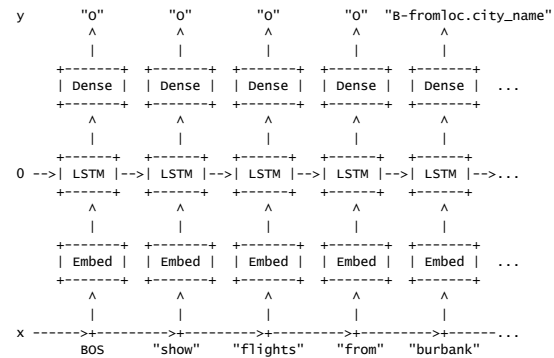 y "O" "O" "O" "O" "B-fromloc.city_name"
^ ^ ^ ^ ^
| | | | |
+-------+ +-------+ +-------+ +-------+ +-------+
| Dense | | Dense | | Dense | | Dense | | Dense | ...
+-------+ +-------+ +-------+ +-------+ +-------+
^ ^ ^ ^ ^
| | | | |
+------+ +------+ +------+ +------+ +------+
O -->| LSTM |-->| LSTM |-->| LSTM |-->| LSTM |-->| LSTM |-->...
+------+ +------+ +------+ +------+ +------+
^ ^ ^ ^ ^
| | | | |
+-------+ +-------+ +-------+ +-------+ +-------+
| Embed | | Embed | | Embed | | Embed | | Embed | ...
+-------+ +-------+ +-------+ +-------+ +-------+
^ ^ ^ ^ ^
| | | | |
x ------>+--------->+--------->+--------->+--------->+------...
BOS "show" "flights" "from" "burbank"